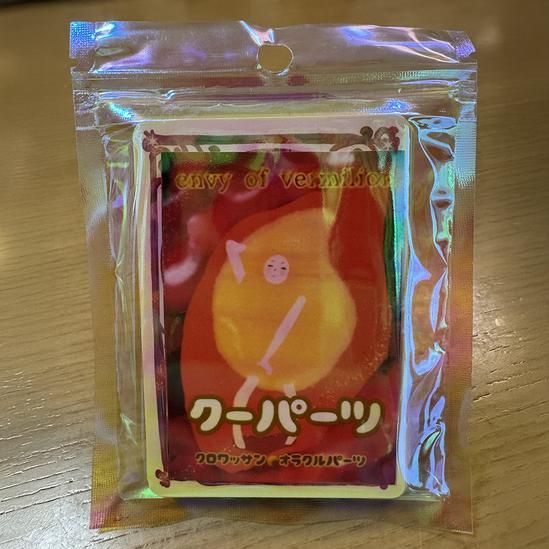 envy of vermilion
クーパーツ
クロワッサン オラクルパーツ